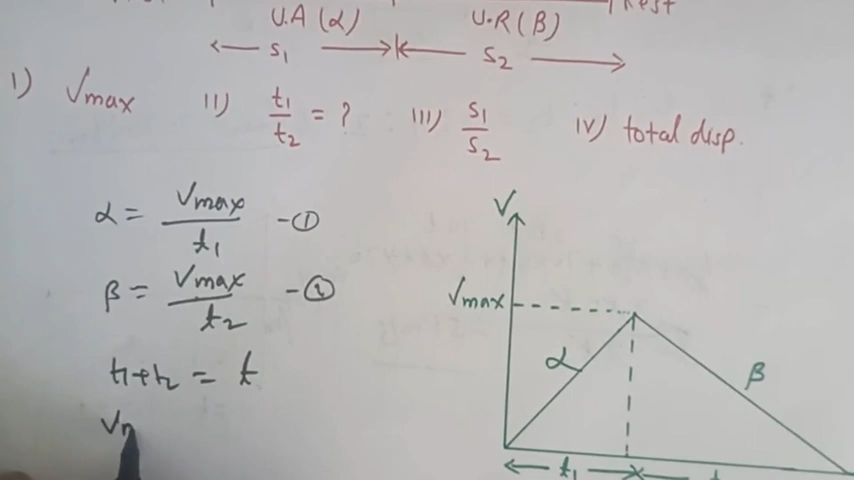 Rest
U.A (α) U.R (β)
S₁ S₂
I) Vmax II) t₁/t₂ = ? III) S₁/S₂ IV) total disp.
α = Vmax/t₁ -①
β = Vmax/t₂ -②
t₁+t₂ = t
V
V
Vmax
α β
t₁